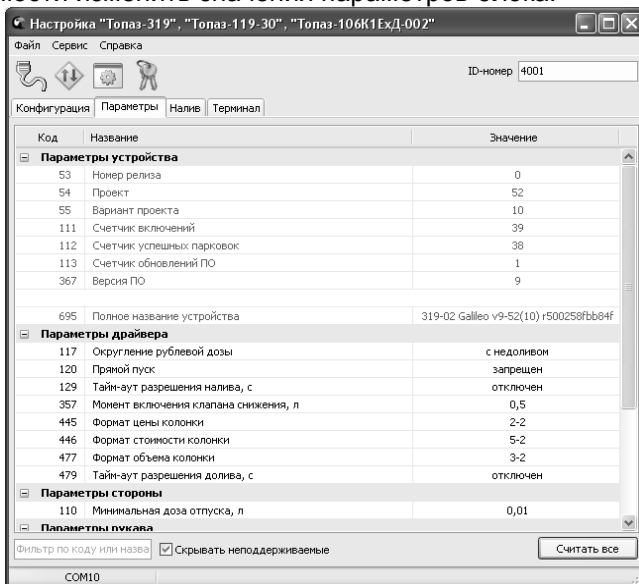 изменить значения параметров блока.
Настройка "Топаз-319", "Топаз-119-30", "Топаз-106К1ЕхД-002"
Файл Сервис Справка
ID-номер 4001
Конфигурация Параметры Налив Терминал
Код Название Значение
Параметры устройства
53 Номер релиза 0
54 Проект 52
55 Вариант проекта 10
111 Счетчик включений 39
112 Счетчик успешных парковок 38
113 Счетчик обновлений ПО 1
367 Версия ПО 9
695 Полное название устройства 319-02 Galileo v9-52(10) r500258fbb84f
Параметры драйвера
117 Округление рублевой дозы с недоливом
120 Прямой пуск запрещен
129 Тайм-аут разрешения налива, с отключен
357 Момент включения клапана снижения, л 0,5
445 Формат цены колонки 2-2
446 Формат стоимости колонки 5-2
477 Формат объема колонки 3-2
479 Тайм-аут разрешения долива, с отключен
Параметры стороны
110 Минимальная доза отпуска, л 0,01
Параметры рукава
Фильтр по коду или назва Скрывать неподдерживаемые Считать все
COM10